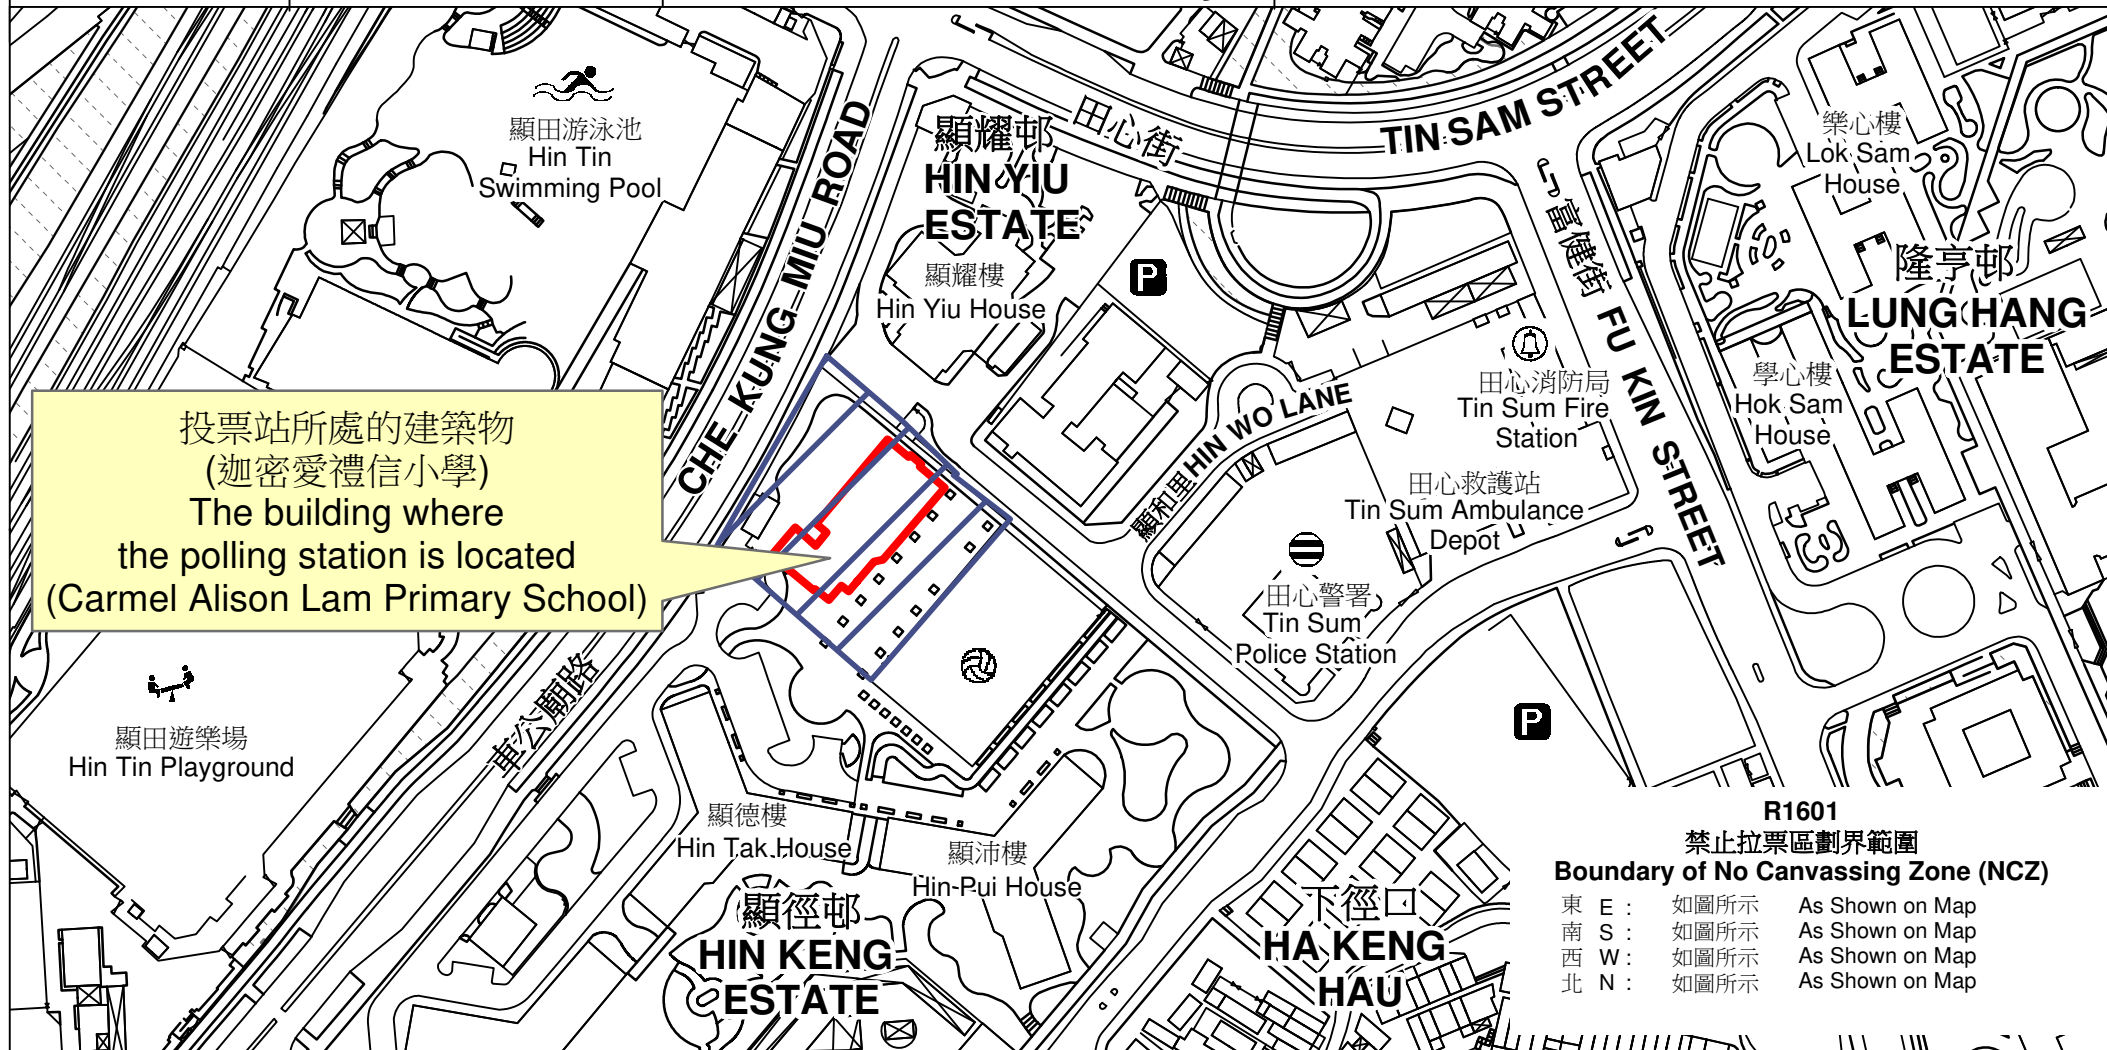 顯田游泳池
Hin Tin
Swimming Pool
CHE KUNG MIU ROAD
顯耀邨
HIN YIU
ESTATE
顯耀樓
Hin Yiu House
田心街
TIN SAM STREET
P
樂心樓
Lok Sam
House
隆亨邨
LUNG HANG
ESTATE
富健街 FU KIN STREET
學心樓
Hok Sam
House
田心消防局
Tin Sum Fire
Station
田心救護站
Tin Sum Ambulance
Depot
顯和里 HIN WO LANE
田心警署
Tin Sum
Police Station
投票站所處的建築物
(迦密愛禮信小學)
The building where
the polling station is located
(Carmel Alison Lam Primary School)
顯田遊樂場
Hin Tin Playground
車公廟路
P
顯德樓
Hin Tak House
顯沛樓
Hin Pui House
顯徑邨
HIN KENG
ESTATE
下徑口
HA KENG
HAU
R1601
禁止拉票區劃界範圍
Boundary of No Canvassing Zone (NCZ)
東 E : 如圖所示 As Shown on Map
南 S : 如圖所示 As Shown on Map
西 W : 如圖所示 As Shown on Map
北 N : 如圖所示 As Shown on Map